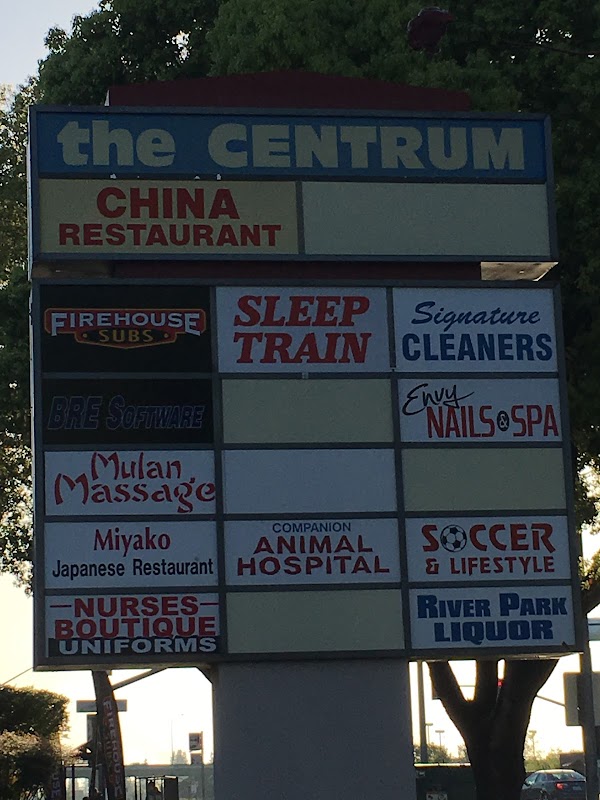 the CENTRUM
CHINA
RESTAURANT
FIREHOUSE
SUBS
SLEEP
TRAIN
Signature
CLEANERS
BRE SOFTWARE
Envy
NAILS & SPA
Mulan
Massage
Miyako
Japanese Restaurant
COMPANION
ANIMAL
HOSPITAL
SOCCER
& LIFESTYLE
NURSES
BOUTIQUE
UNIFORMS
RIVER PARK
LIQUOR